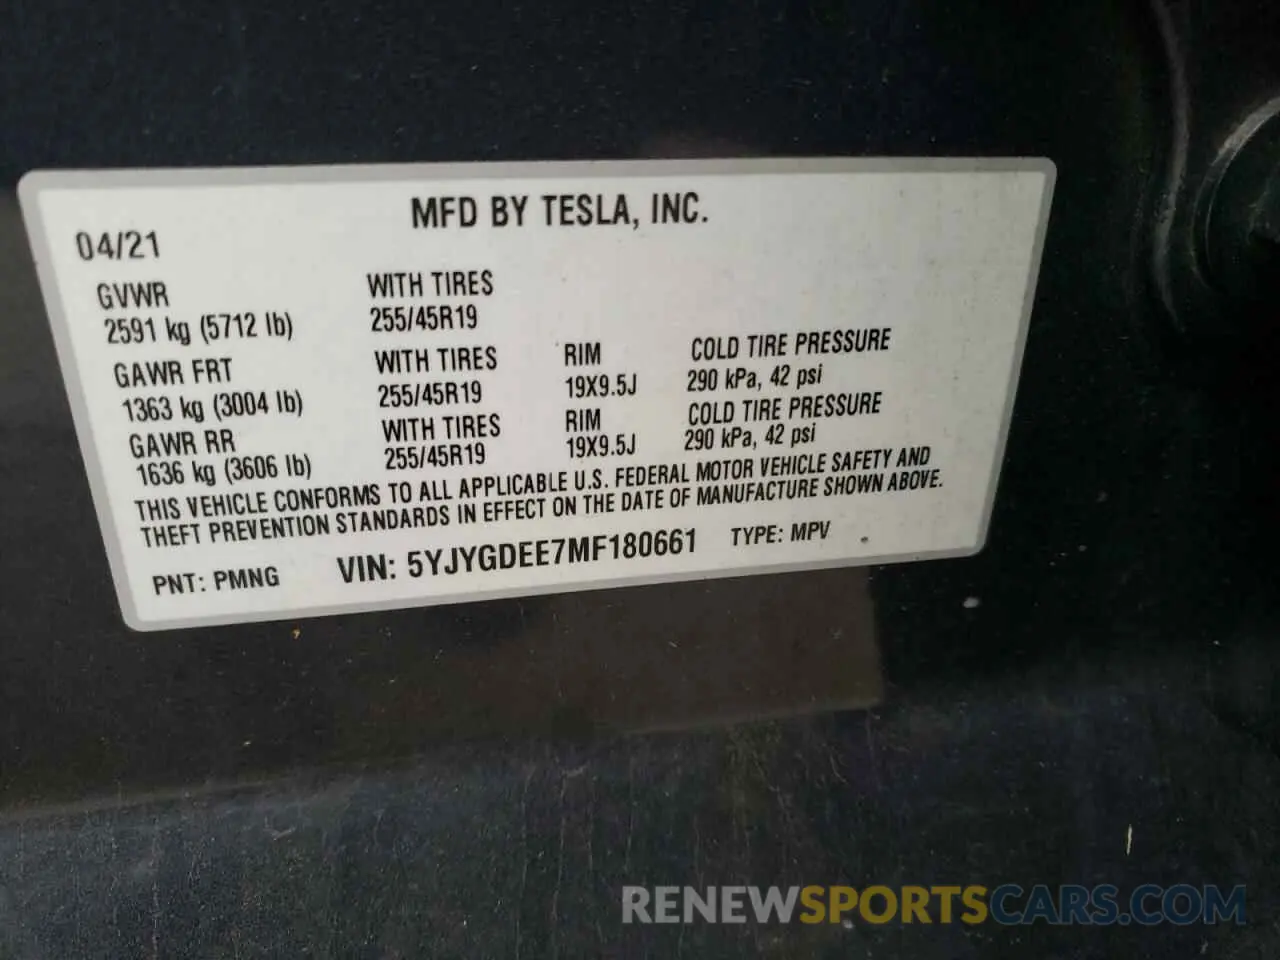 MFD BY TESLA, INC.
04/21
GVWR WITH TIRES
2591 kg (5712 lb) 255/45R19
GAWR FRT WITH TIRES RIM COLD TIRE PRESSURE
1363 kg (3004 lb) 255/45R19 19X9.5J 290 kPa, 42 psi
GAWR RR WITH TIRES RIM COLD TIRE PRESSURE
1636 kg (3606 lb) 255/45R19 19X9.5J 290 kPa, 42 psi
THIS VEHICLE CONFORMS TO ALL APPLICABLE U.S. FEDERAL MOTOR VEHICLE SAFETY AND
THEFT PREVENTION STANDARDS IN EFFECT ON THE DATE OF MANUFACTURE SHOWN ABOVE.
PNT: PMNG VIN: 5YJYGDEE7MF180661 TYPE: MPV
RENEWSPORTSCARS.COM